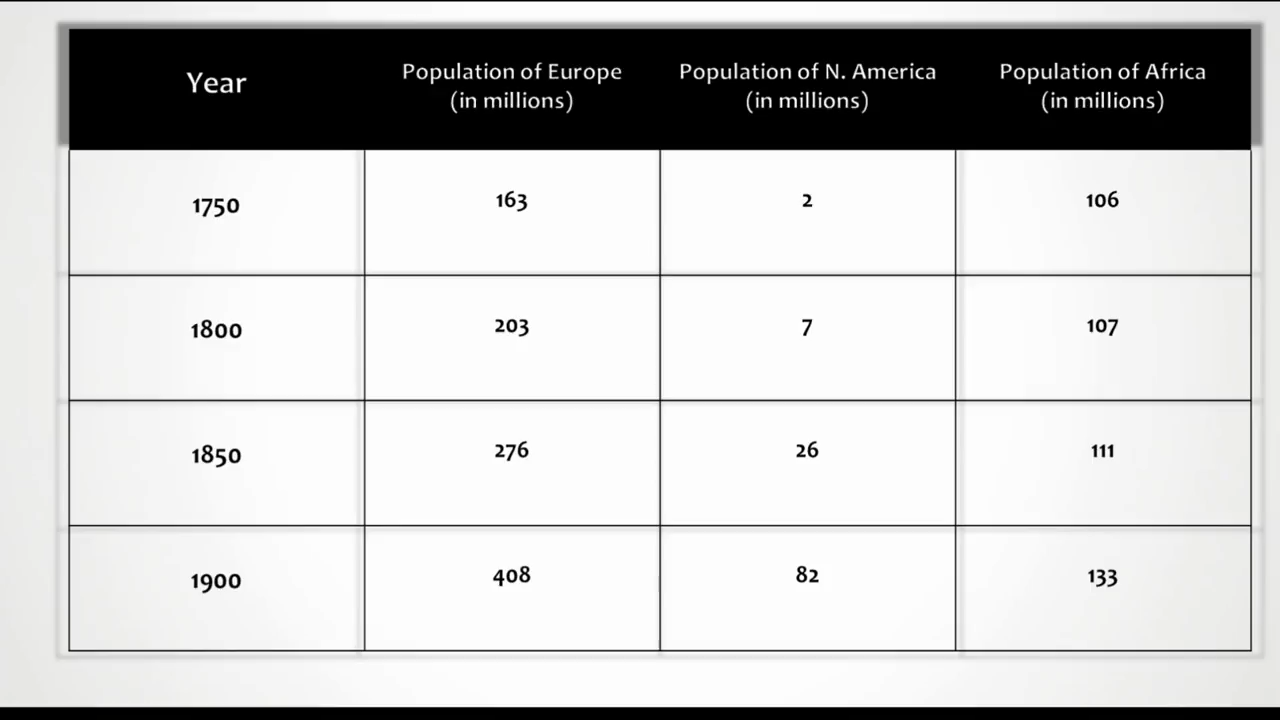 Year
Population of Europe
(in millions)
Population of N. America
(in millions)
Population of Africa
(in millions)
1750
163
2
106
1800
203
7
107
1850
276
26
111
1900
408
82
133